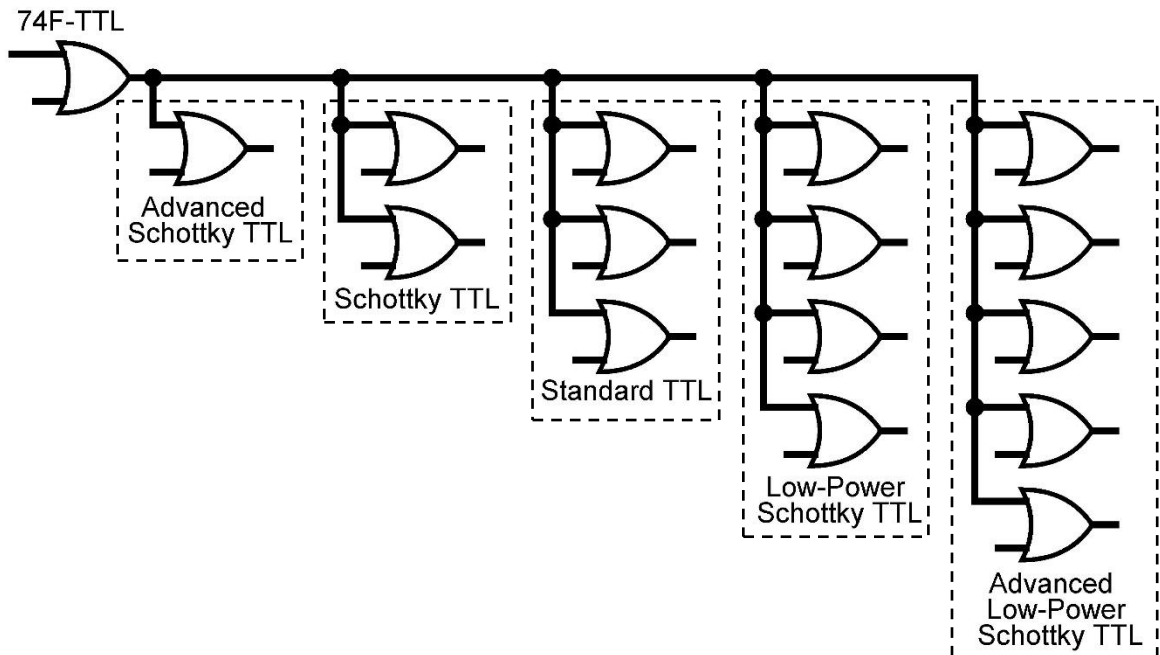 74F-TTL
Advanced
Schottky TTL
Schottky TTL
Standard TTL
Low-Power
Schottky TTL
Advanced
Low-Power
Schottky TTL